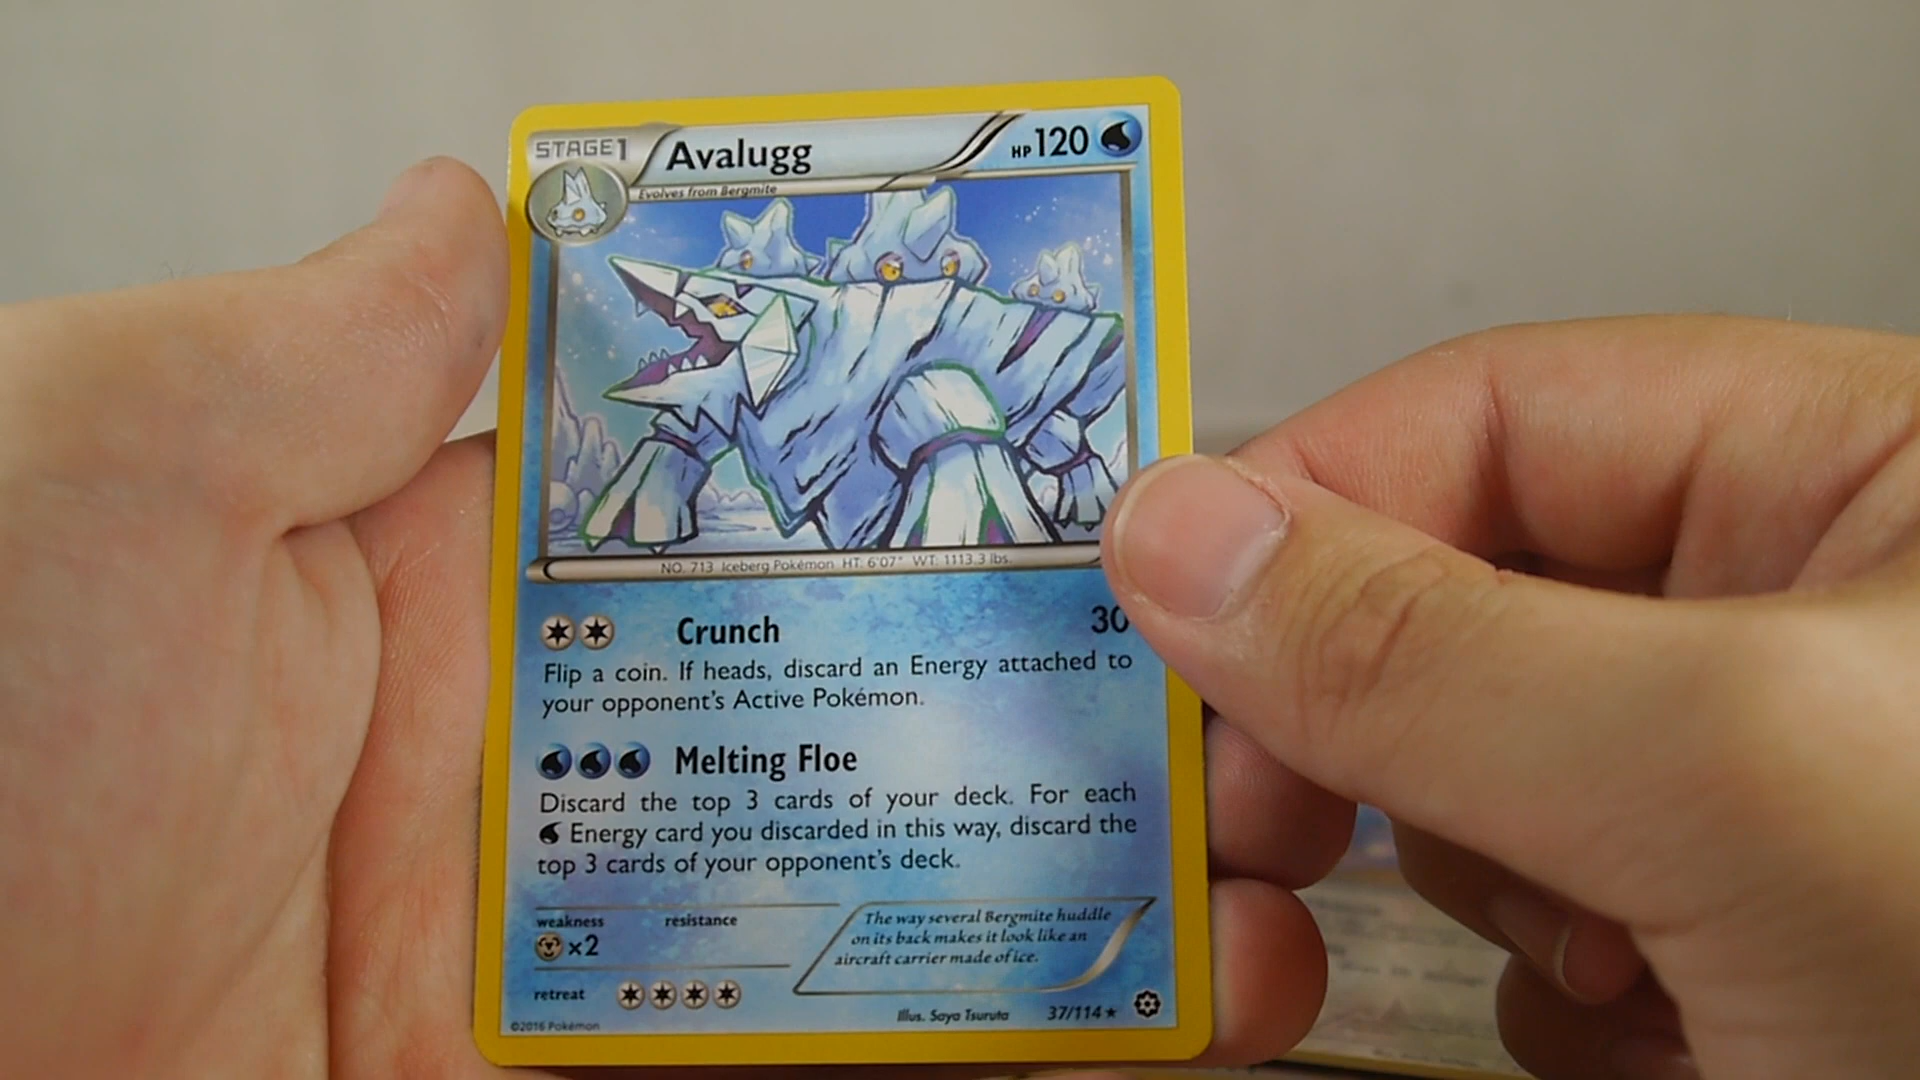 STAGE1 Avalugg HP120
Evolves from Bergmite
NO. 713 Iceberg Pokémon HT: 6'07" WT: 1113.3 lbs.
Crunch 30
Flip a coin. If heads, discard an Energy attached to
your opponent's Active Pokémon.
Melting Floe
Discard the top 3 cards of your deck. For each
Energy card you discarded in this way, discard the
top 3 cards of your opponent's deck.
weakness resistance
×2
The way several Bergmite huddle
on its back makes it look like an
aircraft carrier made of ice.
retreat
Illus. Saya Tsuruta 37/114 ★
©2016 Pokémon